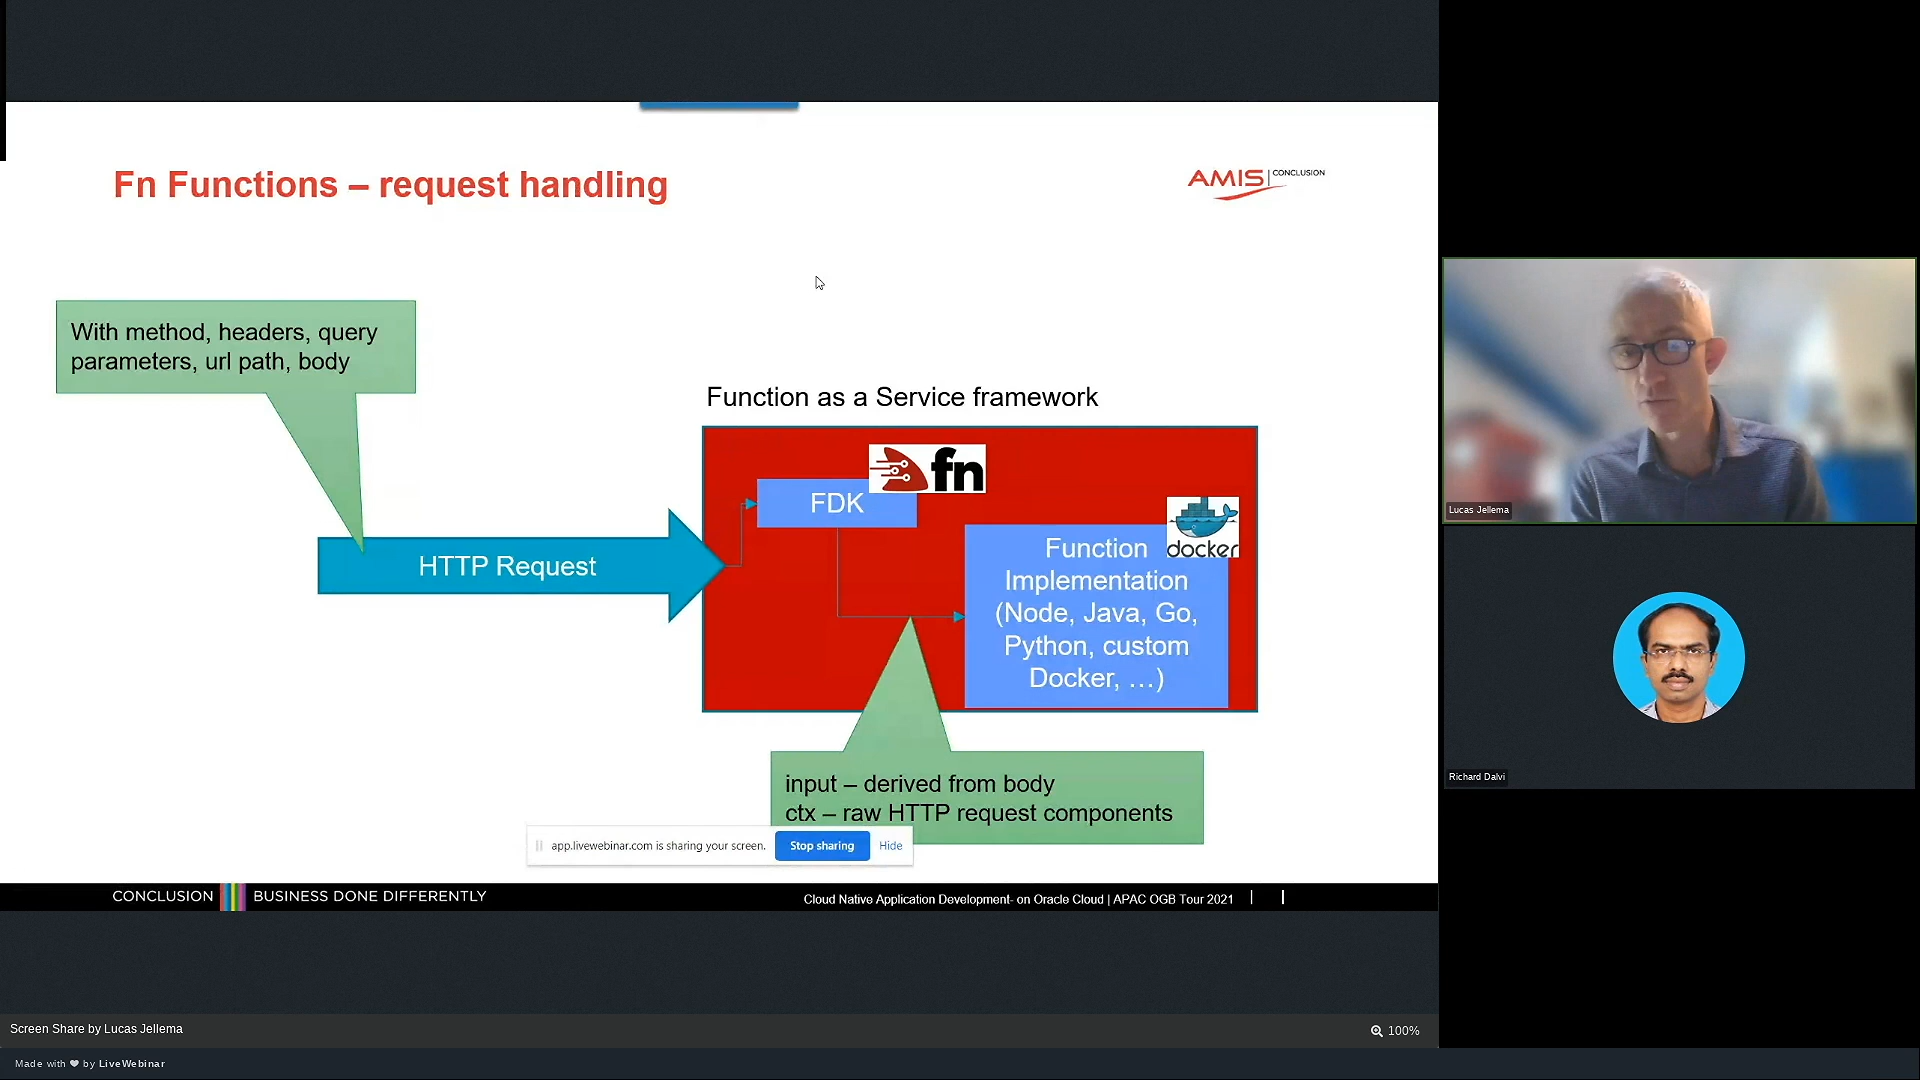 Fn Functions – request handling
AMIS | CONCLUSION
With method, headers, query
parameters, url path, body
Function as a Service framework
fn
FDK
docker
HTTP Request
Function
Implementation
(Node, Java, Go,
Python, custom
Docker, …)
input – derived from body
ctx – raw HTTP request components
app.livewebinar.com is sharing your screen.
Stop sharing
Hide
CONCLUSION BUSINESS DONE DIFFERENTLY
Cloud Native Application Development- on Oracle Cloud | APAC OGB Tour 2021
Lucas Jellema
Richard Dalvi
Screen Share by Lucas Jellema
100%
Made with ❤ by LiveWebinar